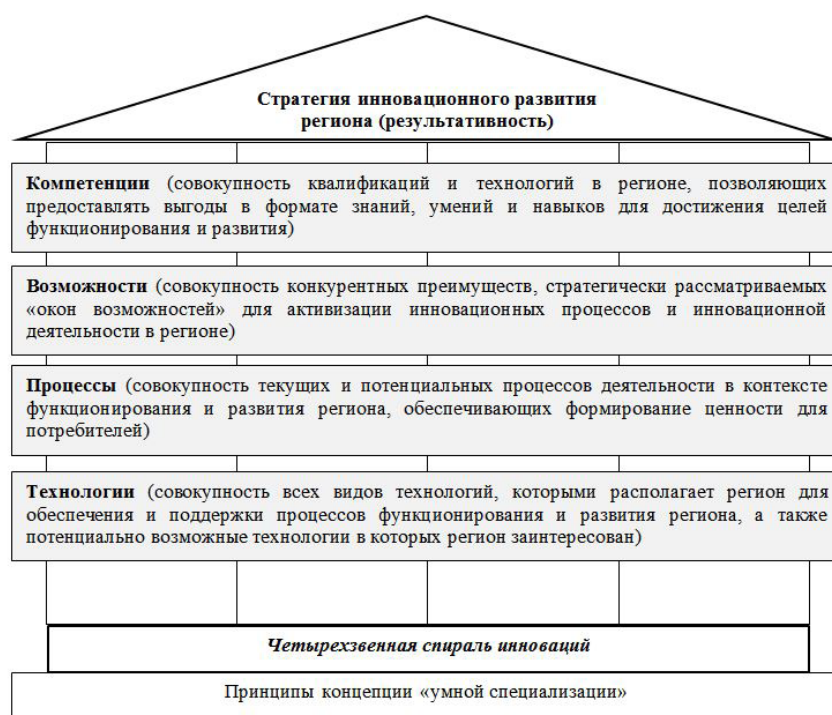 Стратегия инновационного развития
региона (результативность)
Компетенции (совокупность квалификаций и технологий в регионе, позволяющих
предоставлять выгоды в формате знаний, умений и навыков для достижения целей
функционирования и развития)
Возможности (совокупность конкурентных преимуществ, стратегически рассматриваемых
«окон возможностей» для активизации инновационных процессов и инновационной
деятельности в регионе)
Процессы (совокупность текущих и потенциальных процессов деятельности в контексте
функционирования и развития региона, обеспечивающих формирование ценности для
потребителей)
Технологии (совокупность всех видов технологий, которыми располагает регион для
обеспечения и поддержки процессов функционирования и развития региона, а также
потенциально возможные технологии в которых регион заинтересован)
Четырехзвенная спираль инноваций
Принципы концепции «умной специализации»